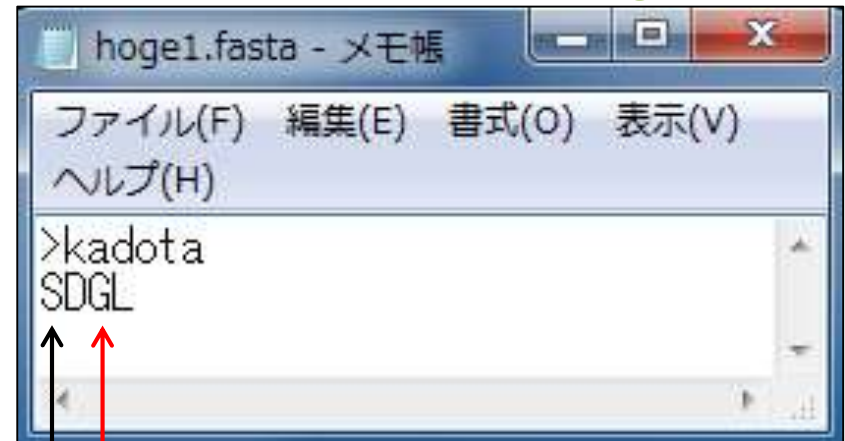 hoge1.fasta - メモ帳
ファイル(F) 編集(E) 書式(O) 表示(V)
ヘルプ(H)
>kadota
SDGL